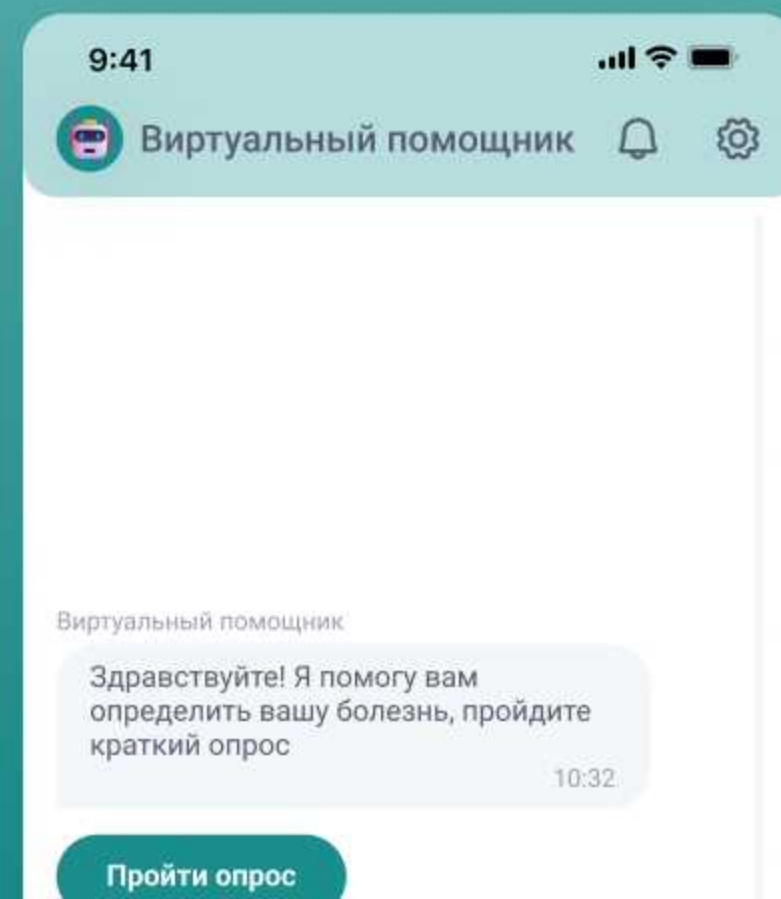 9:41
Виртуальный помощник
Виртуальный помощник
Здравствуйте! Я помогу вам
определить вашу болезнь, пройдите
краткий опрос
10:32
Пройти опрос